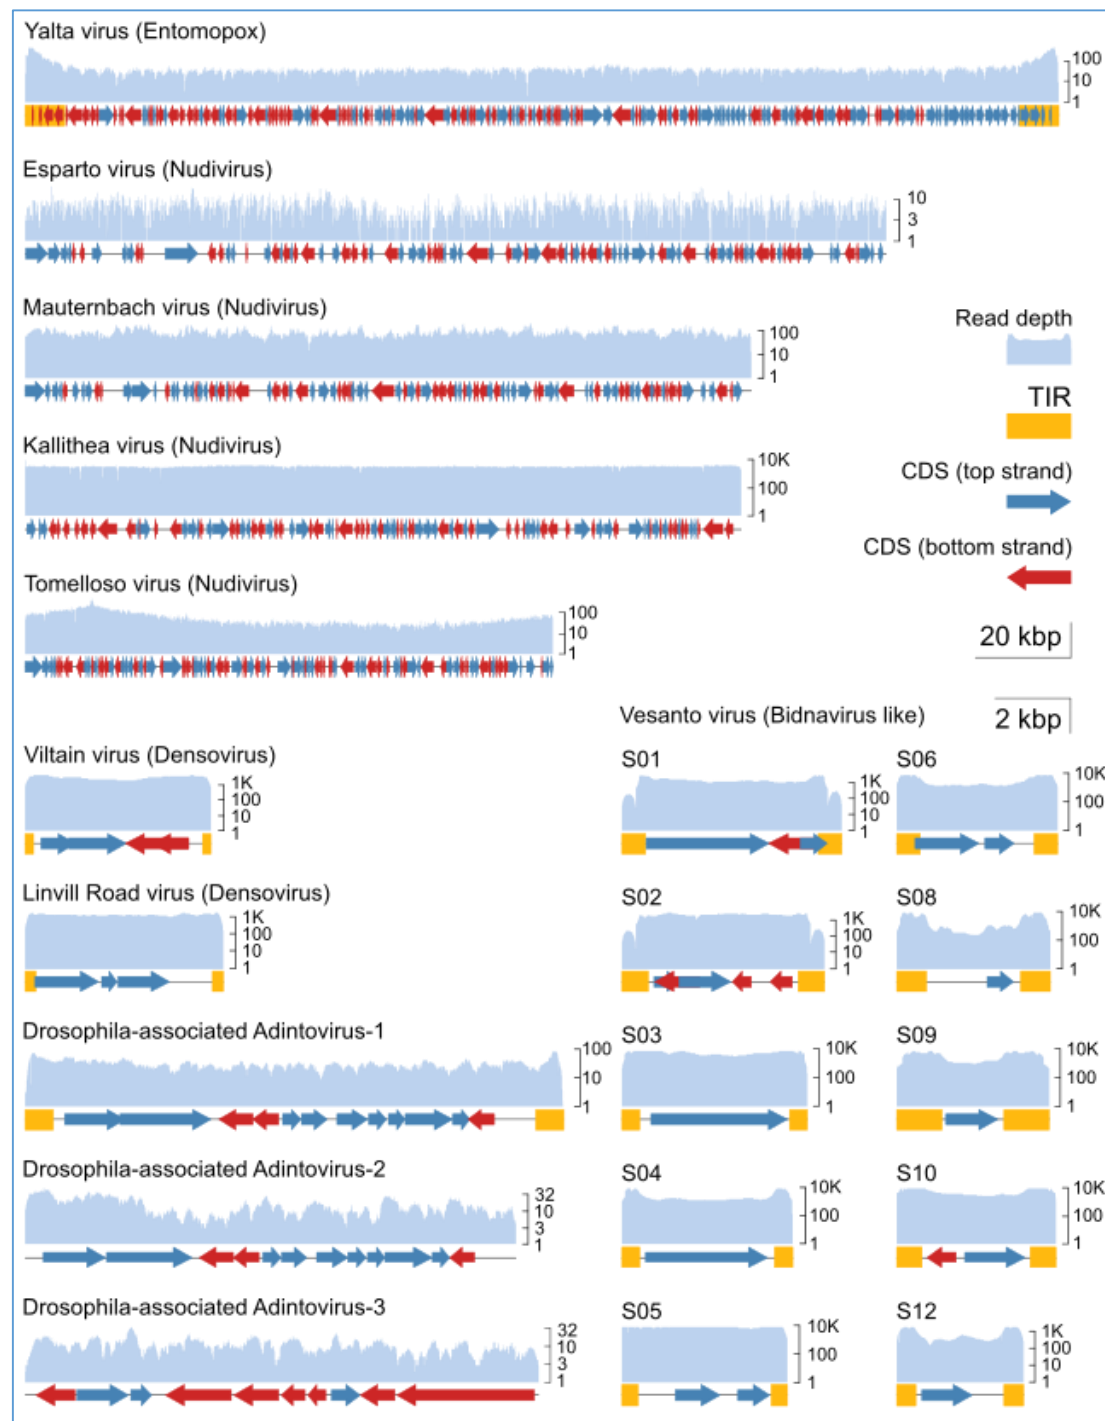 Yalta virus (Entomopox)
100
10
1
Esparto virus (Nudivirus)
10
3
1
Mauternbach virus (Nudivirus)
100
10
1
Read depth
TIR
Kallithea virus (Nudivirus)
10K
100
1
CDS (top strand)
CDS (bottom strand)
Tomelloso virus (Nudivirus)
100
10
1
20 kbp
2 kbp
Viltain virus (Densovirus)
1K
100
10
1
Linvill Road virus (Densovirus)
1K
100
10
1
Drosophila-associated Adintovirus-1
100
10
1
Drosophila-associated Adintovirus-2
32
10
3
1
Drosophila-associated Adintovirus-3
32
10
3
1
Vesanto virus (Bidnavirus like)
S01
1K
100
10
1
S02
1K
100
10
1
S03
10K
100
1
S04
10K
100
1
S05
10K
100
1
S06
10K
100
1
S08
10K
100
1
S09
10K
100
1
S10
10K
100
1
S12
1K
100
10
1